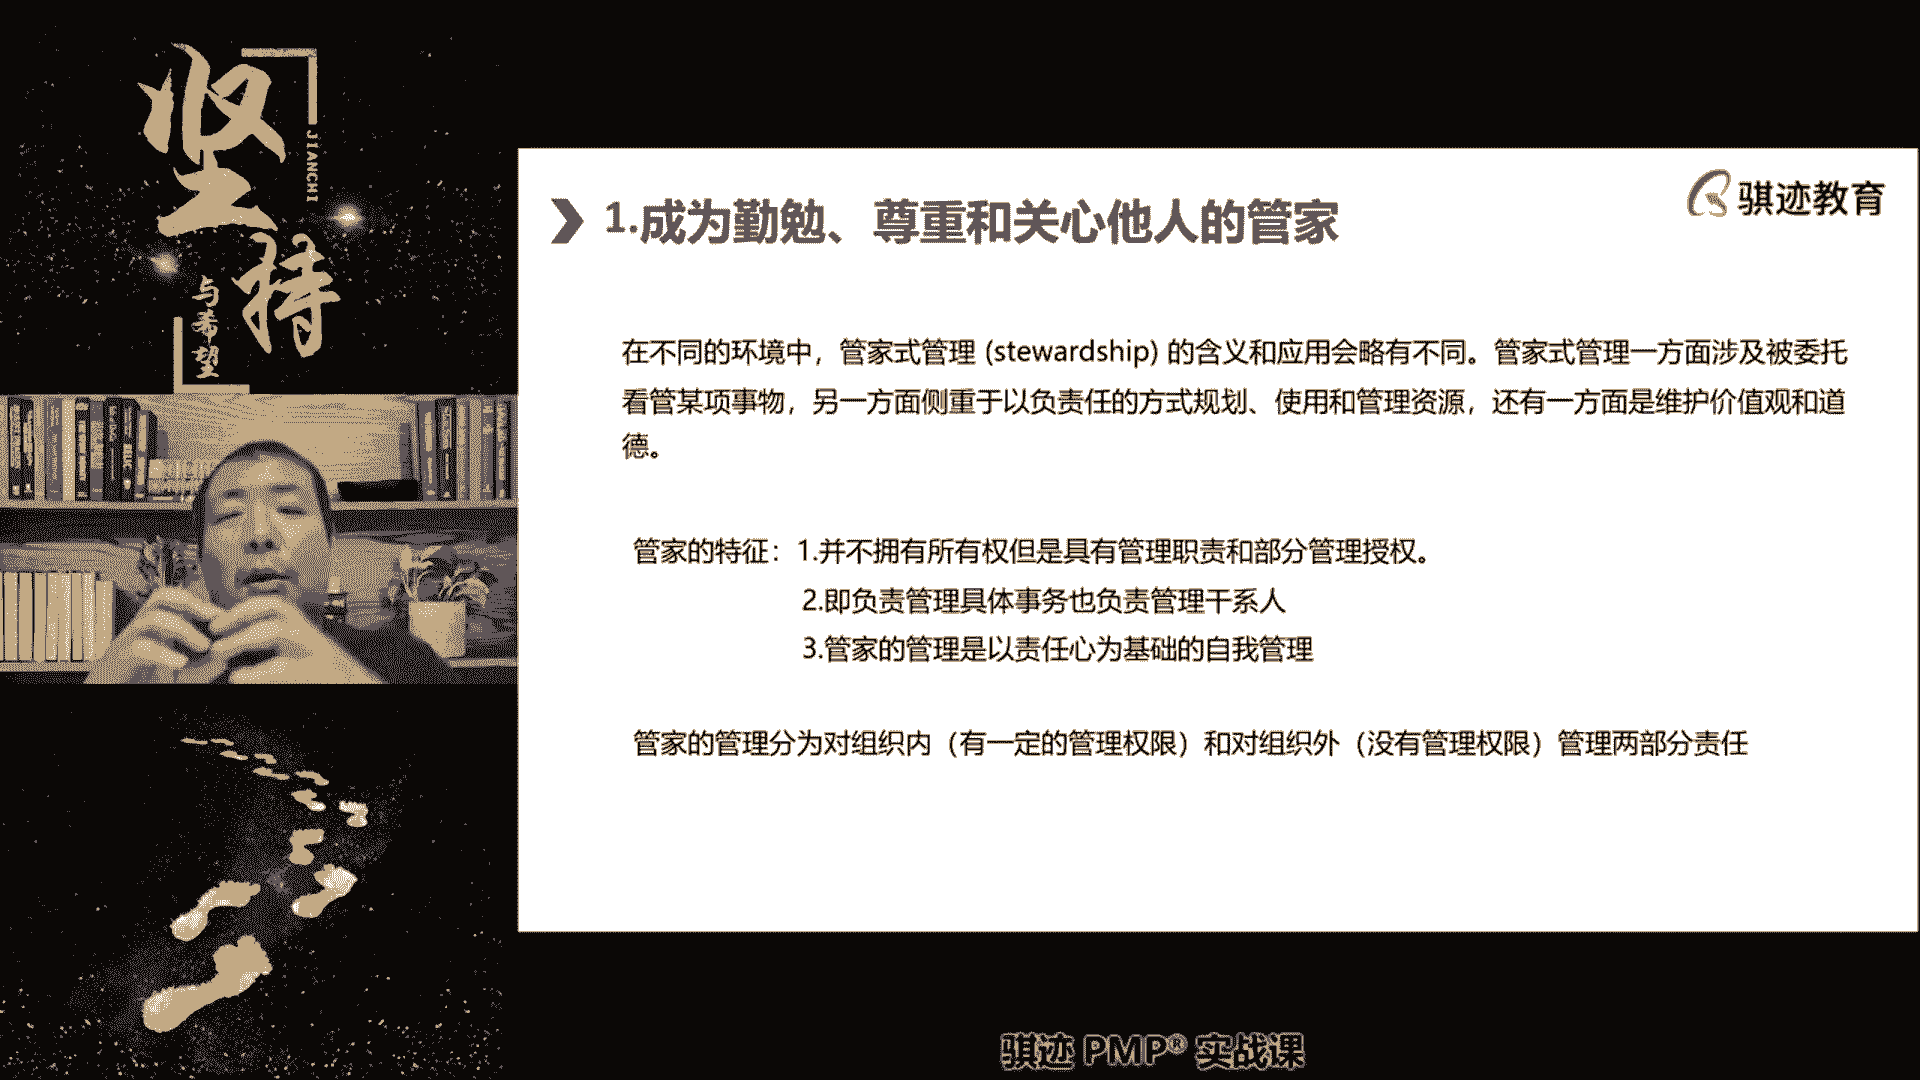 坚持
JIANCHI
与希望
骐迹教育
1.成为勤勉、尊重和关心他人的管家
在不同的环境中，管家式管理 (stewardship) 的含义和应用会略有不同。管家式管理一方面涉及被委托
看管某项事物，另一方面侧重于以负责任的方式规划、使用和管理资源，还有一方面是维护价值观和道
德。
管家的特征：1.并不拥有所有权但是具有管理职责和部分管理授权。
2.即负责管理具体事务也负责管理干系人
3.管家的管理是以责任心为基础的自我管理
管家的管理分为对组织内（有一定的管理权限）和对组织外（没有管理权限）管理两部分责任
骐迹 PMP® 实战课